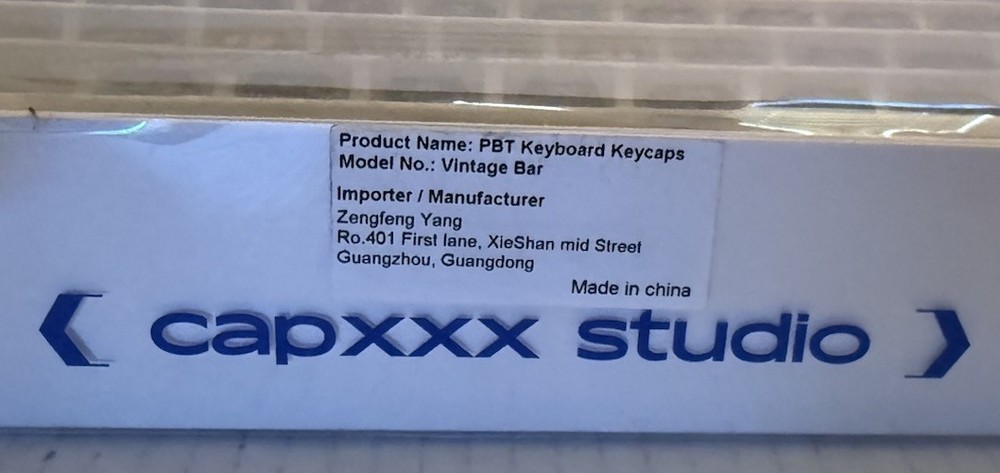 Product Name: PBT Keyboard Keycaps
Model No.: Vintage Bar
Importer / Manufacturer
Zengfeng Yang
Ro.401 First lane, XieShan mid Street
Guangzhou, Guangdong
Made in china
capxxx studio